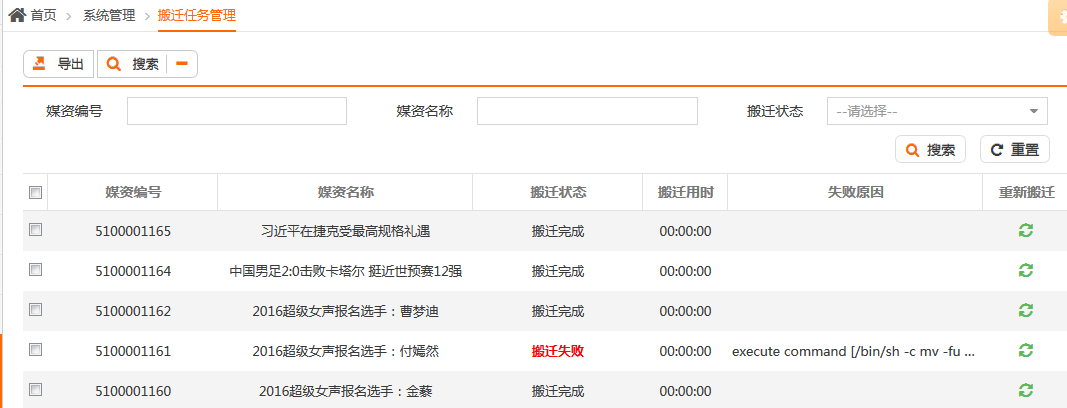 首页 > 系统管理 > 搬迁任务管理
导出 搜索
媒资编号 媒资名称 搬迁状态 --请选择--
搜索 重置
媒资编号 媒资名称 搬迁状态 搬迁用时 失败原因 重新搬迁
5100001165 习近平在捷克受最高规格礼遇 搬迁完成 00:00:00
5100001164 中国男足2:0击败卡塔尔 挺近世预赛12强 搬迁完成 00:00:00
5100001162 2016超级女声报名选手：曹梦迪 搬迁完成 00:00:00
5100001161 2016超级女声报名选手：付嫣然 搬迁失败 00:00:00 execute command [/bin/sh -c mv -fu ...
5100001160 2016超级女声报名选手：金蓺 搬迁完成 00:00:00